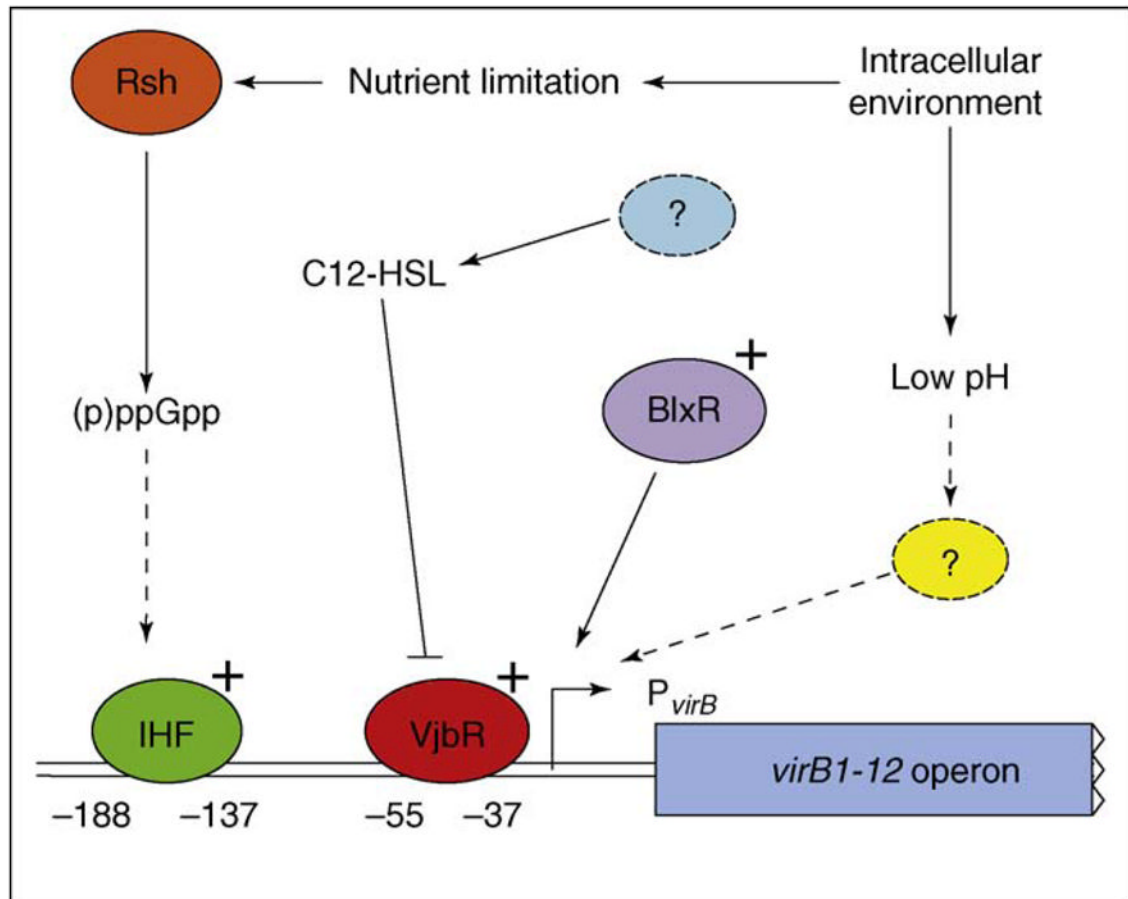 Rsh
Nutrient limitation
Intracellular
environment
?
C12-HSL
+
BlxR
Low pH
(p)ppGpp
?
+
IHF
+
VjbR
PvirB
virB1-12 operon
–188
–137
–55
–37